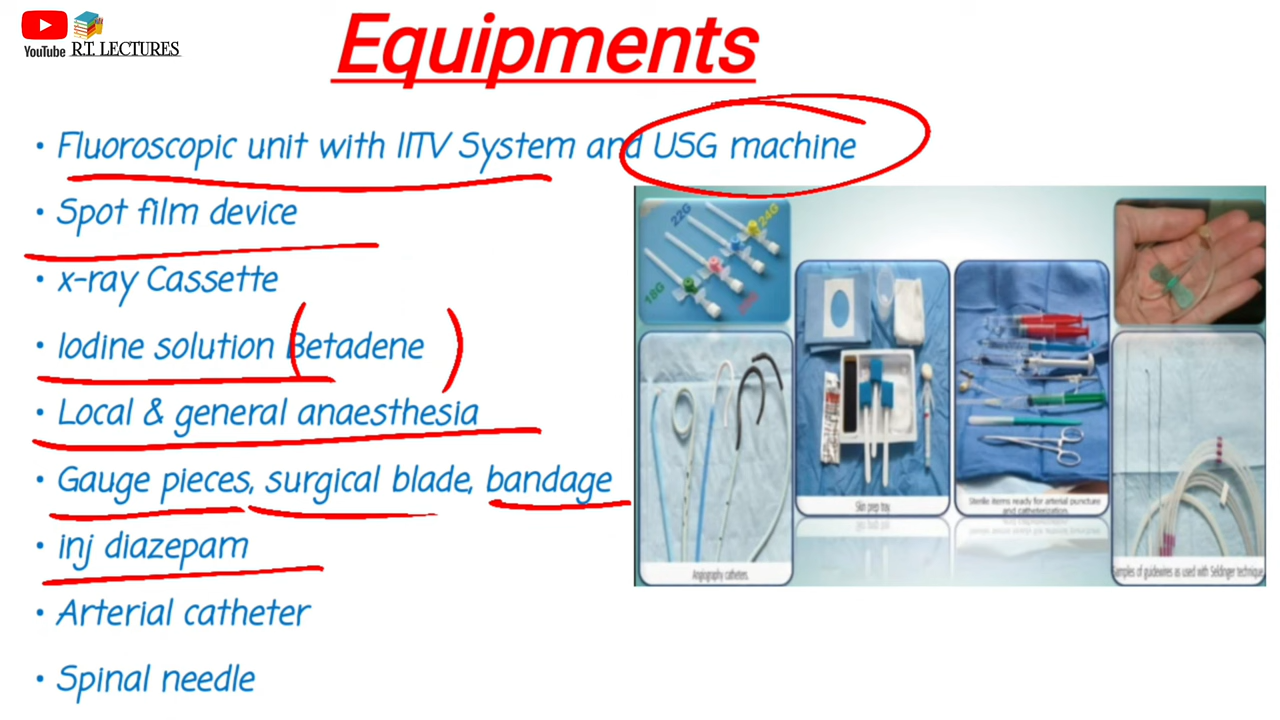 YouTube R.T. LECTURES
Equipments
• Fluoroscopic unit with IITV System and USG machine
• Spot film device
• x-ray Cassette
• Iodine solution Betadene
• Local & general anaesthesia
• Gauge pieces, surgical blade, bandage
• inj diazepam
• Arterial catheter
• Spinal needle
22G
24G
18G
Angiography catheters.
Skin prep tray.
Sterile items ready for arterial puncture
and catheterization.
Samples of guidewires as used with Seldinger technique.